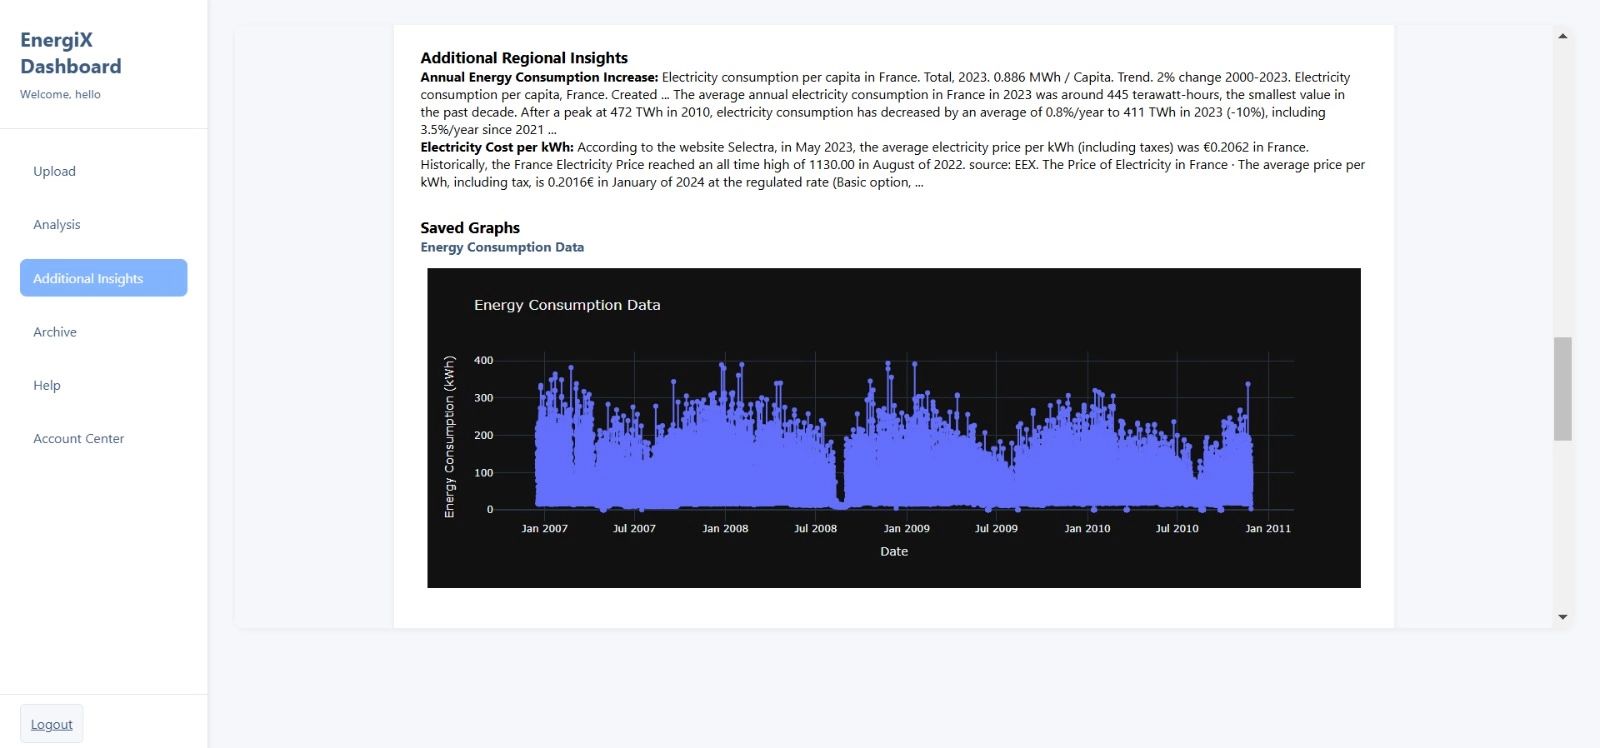 EnergiX
Dashboard
Welcome, hello
Upload
Analysis
Additional Insights
Archive
Help
Account Center
Logout
Additional Regional Insights
Annual Energy Consumption Increase: Electricity consumption per capita in France. Total, 2023. 0.886 MWh / Capita. Trend. 2% change 2000-2023. Electricity
consumption per capita, France. Created ... The average annual electricity consumption in France in 2023 was around 445 terawatt-hours, the smallest value in
the past decade. After a peak at 472 TWh in 2010, electricity consumption has decreased by an average of 0.8%/year to 411 TWh in 2023 (-10%), including
3.5%/year since 2021 ...
Electricity Cost per kWh: According to the website Selectra, in May 2023, the average electricity price per kWh (including taxes) was €0.2062 in France.
Historically, the France Electricity Price reached an all time high of 1130.00 in August of 2022. source: EEX. The Price of Electricity in France · The average price per
kWh, including tax, is 0.2016€ in January of 2024 at the regulated rate (Basic option, ...
Saved Graphs
Energy Consumption Data
Energy Consumption Data
Energy Consumption (kWh)
400
300
200
100
0
Jan 2007 Jul 2007 Jan 2008 Jul 2008 Jan 2009 Jul 2009 Jan 2010 Jul 2010 Jan 2011
Date